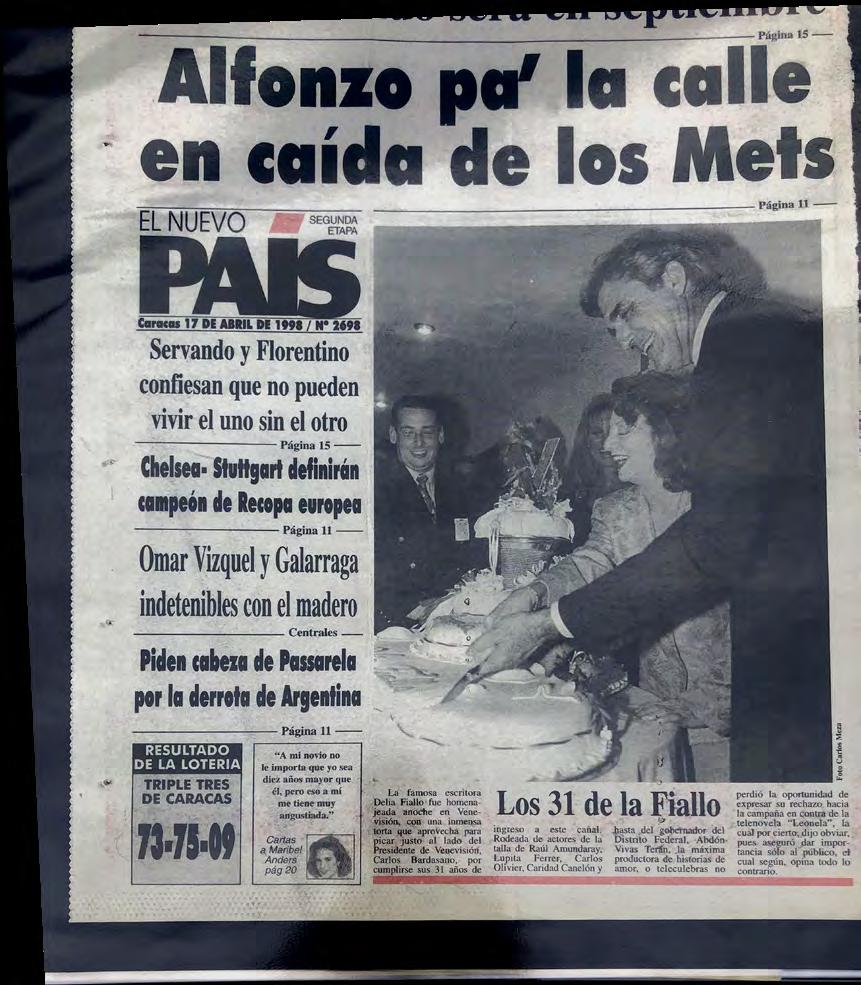 será en septiembre
Página 15
Alfonzo pa' la calle
en caída de los Mets
Página 11
EL NUEVO
SEGUNDA
ETAPA
PAÍS
Caracas 17 DE ABRIL DE 1998 / Nº 2698
Servando y Florentino
confiesan que no pueden
vivir el uno sin el otro
Página 15
Chelsea- Stuttgart definirán
campeón de Recopa europea
Página 11
Omar Vizquel y Galarraga
indetenibles con el madero
Centrales
Piden cabeza de Passarela
por la derrota de Argentina
Página 11
RESULTADO
DE LA LOTERIA
TRIPLE TRES
DE CARACAS
73-75-09
"A mi novio no
le importa que yo sea
diez años mayor que
él, pero eso a mí
me tiene muy
angustiada."
Cartas
a Maribel
Anders
pág 20
Foto Carlos Meza
Los 31 de la Fiallo
La famosa escritora
Delia Fiallo fue homena-
jeada anoche en Vene-
visión, con una inmensa
torta que aprovecha para
picar justo al lado del
Presidente de Venevisión,
Carlos Bardasano, por
cumplirse sus 31 años de
ingreso a este canal.
Rodeada de actores de la
talla de Raúl Amundaray,
Lupita Ferrer, Carlos
Olivier, Caridad Canelón y
hasta del gobernador del
Distrito Federal, Abdón
Vivas Terán, la máxima
productora de historias de
amor, o teleculebras no
perdió la oportunidad de
expresar su rechazo hacia
la campaña en contra de la
telenovela "Leonela", la
cual por cierto, dijo obviar,
pues aseguró dar impor-
tancia sólo al público, el
cual según, opina todo lo
contrario.